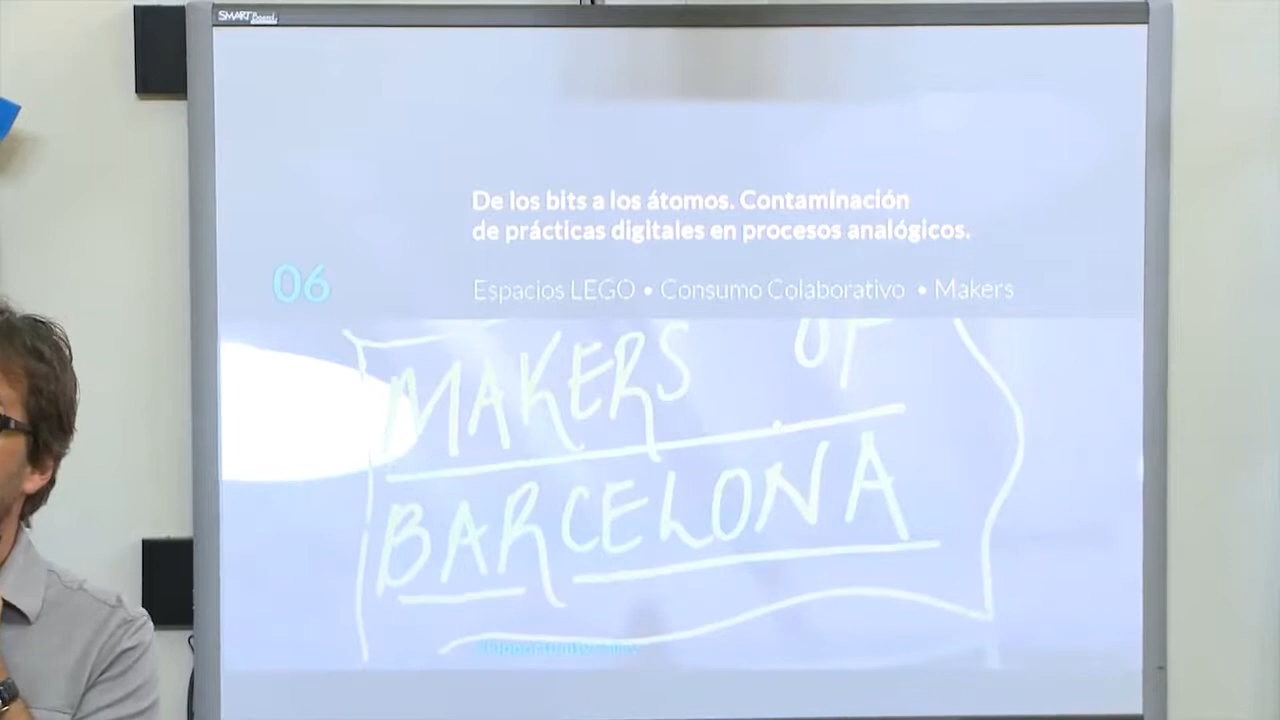 SMART Board
De los bits a los átomos. Contaminación
de prácticas digitales en procesos analógicos.
06
Espacios LEGO • Consumo Colaborativo • Makers
MAKERS OF
BARCELONA